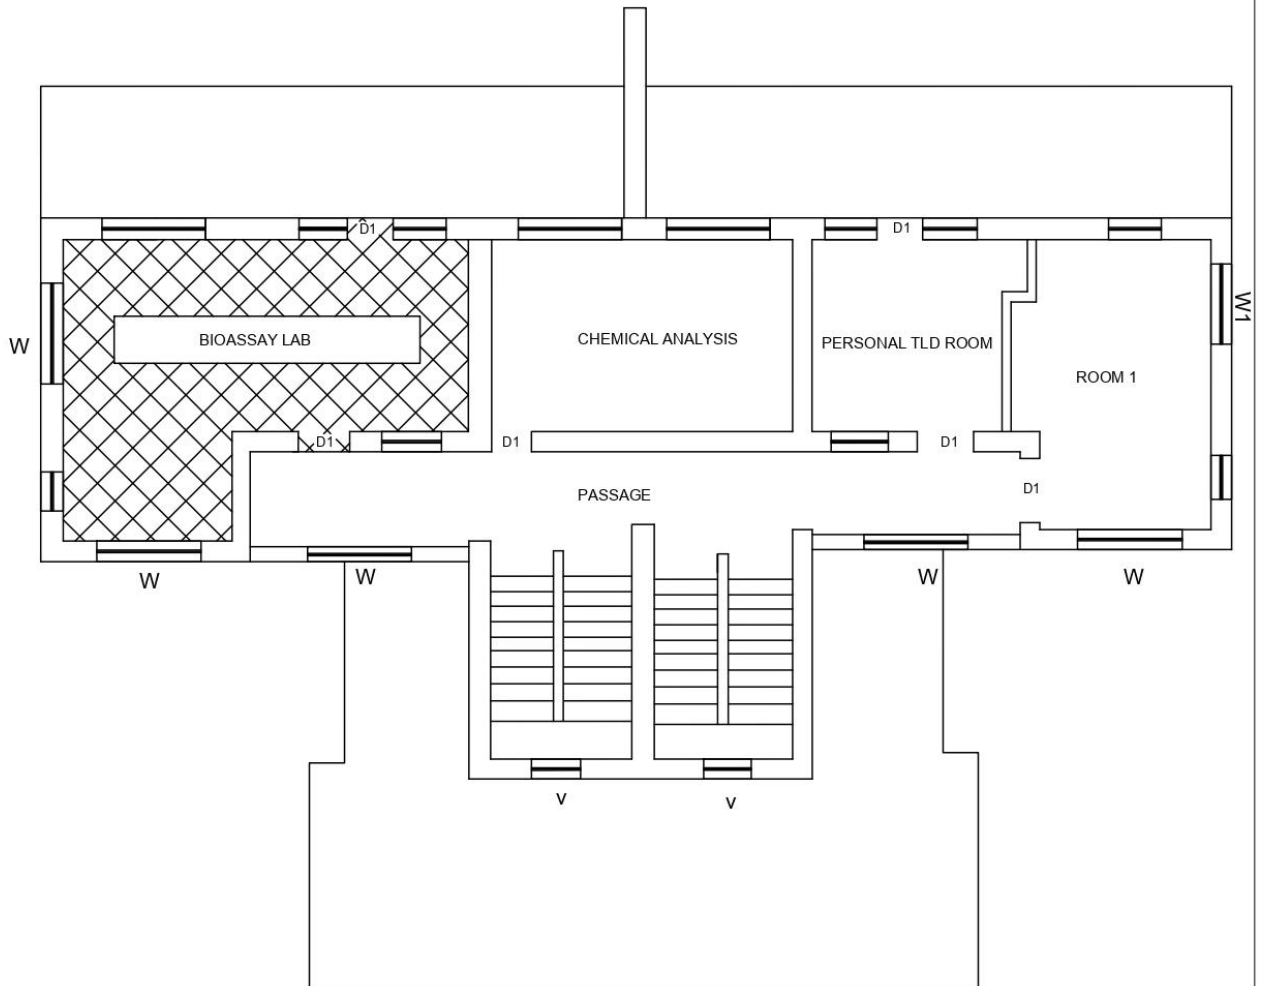 D1
D1
W1
W
BIOASSAY LAB
CHEMICAL ANALYSIS
PERSONAL TLD ROOM
ROOM 1
D1
D1
D1
D1
PASSAGE
W
W
W
W
v
v